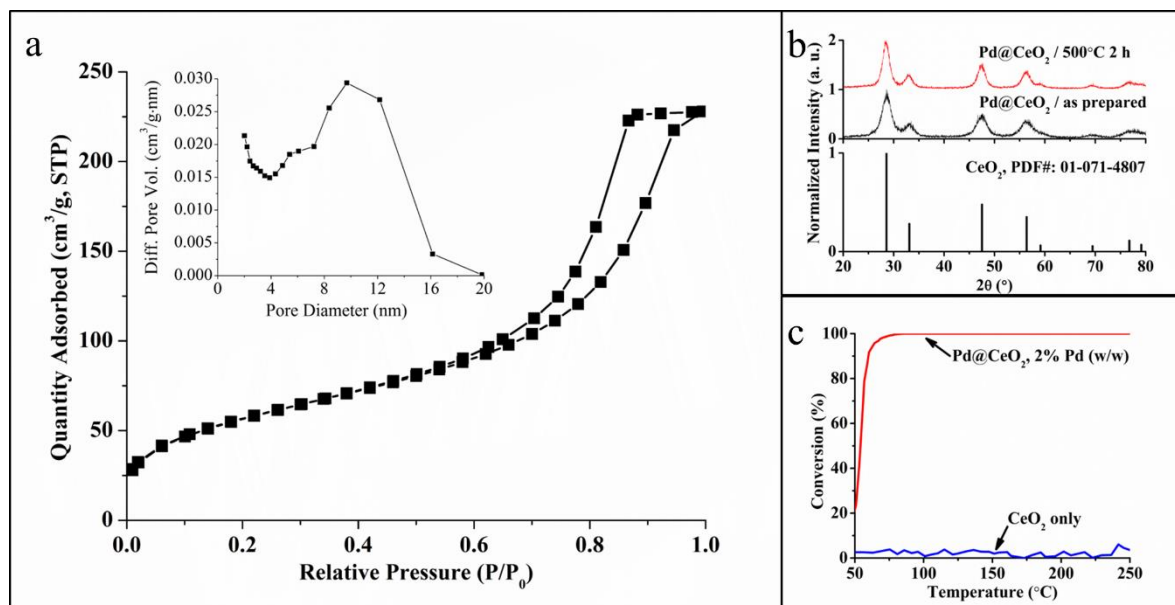 a
Quantity Adsorbed (cm³/g, STP)
250
200
150
100
50
0
0.0 0.2 0.4 0.6 0.8 1.0
Relative Pressure (P/P₀)
Diff. Pore Vol. (cm³/g·nm)
0.030
0.025
0.020
0.015
0.010
0.005
0.000
0 4 8 12 16 20
Pore Diameter (nm)
b
Normalized Intensity (a. u.)
2
1
0
1
0
Pd@CeO₂ / 500°C 2 h
Pd@CeO₂ / as prepared
CeO₂, PDF#: 01-071-4807
20 30 40 50 60 70 80
2θ (°)
c
Conversion (%)
100
80
60
40
20
0
Pd@CeO₂, 2% Pd (w/w)
CeO₂ only
50 100 150 200 250
Temperature (°C)